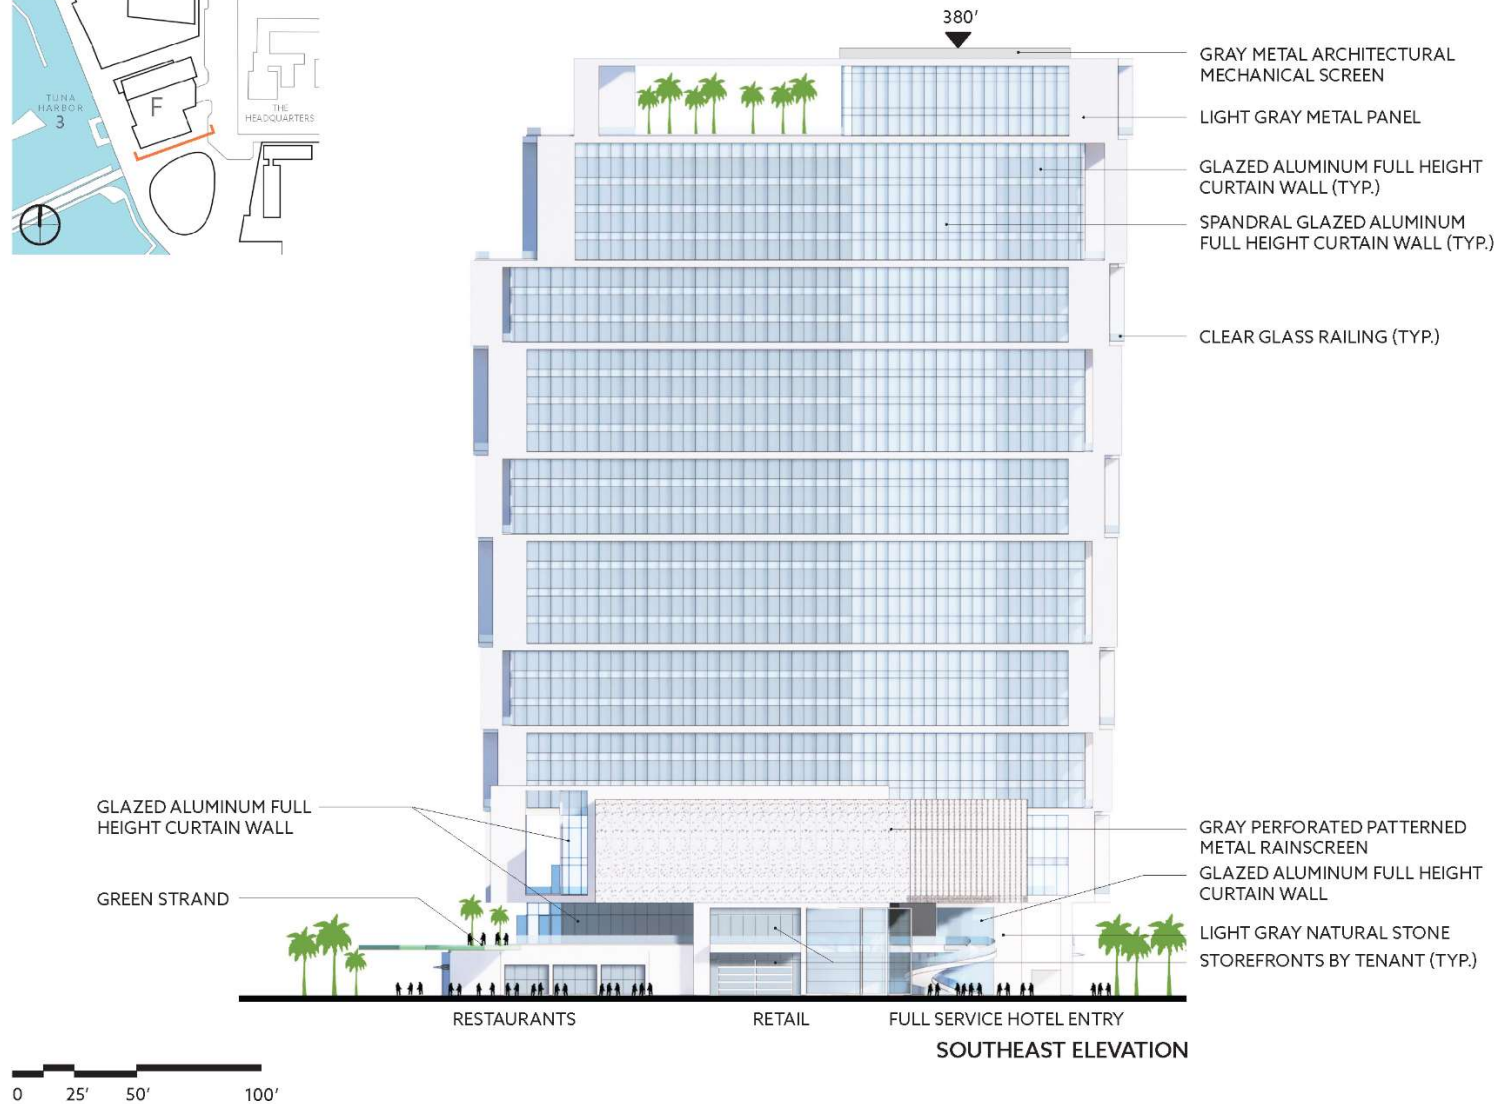 TUNA
HARBOR
3
F
THE
HEADQUARTERS
380'
GRAY METAL ARCHITECTURAL
MECHANICAL SCREEN
LIGHT GRAY METAL PANEL
GLAZED ALUMINUM FULL HEIGHT
CURTAIN WALL (TYP.)
SPANDRAL GLAZED ALUMINUM
FULL HEIGHT CURTAIN WALL (TYP.)
CLEAR GLASS RAILING (TYP.)
GLAZED ALUMINUM FULL
HEIGHT CURTAIN WALL
GREEN STRAND
GRAY PERFORATED PATTERNED
METAL RAINSCREEN
GLAZED ALUMINUM FULL HEIGHT
CURTAIN WALL
LIGHT GRAY NATURAL STONE
STOREFRONTS BY TENANT (TYP.)
RESTAURANTS
RETAIL
FULL SERVICE HOTEL ENTRY
SOUTHEAST ELEVATION
0 25' 50' 100'